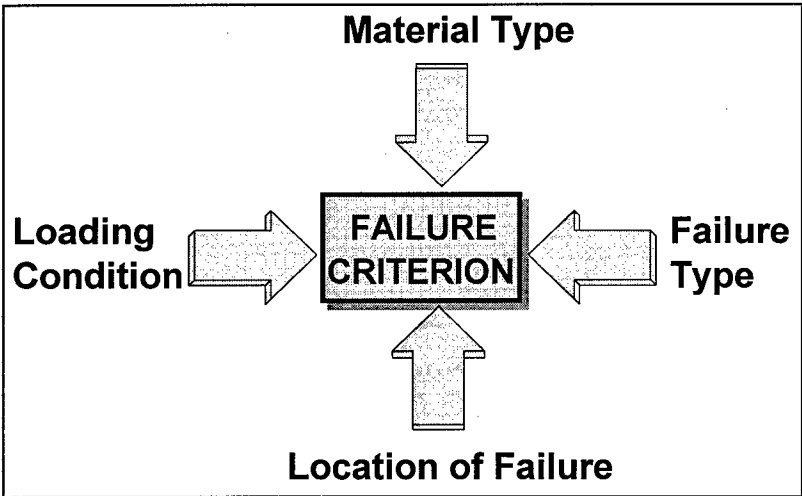 Material Type
Loading
Condition
FAILURE
CRITERION
Failure
Type
Location of Failure